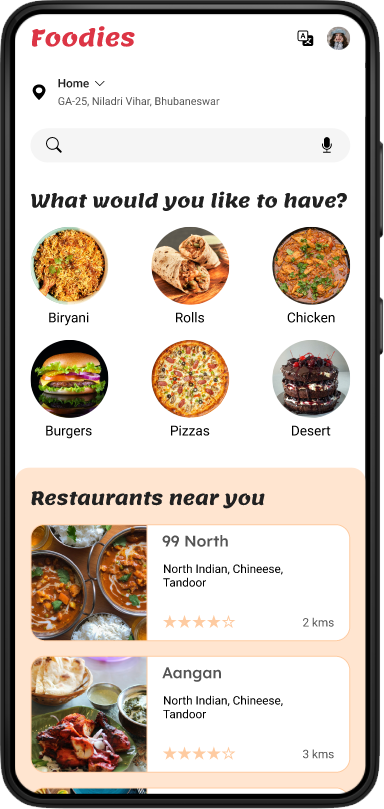 Foodies
Home
GA-25, Niladri Vihar, Bhubaneswar
What would you like to have?
Biryani
Rolls
Chicken
Burgers
Pizzas
Desert
Restaurants near you
99 North
North Indian, Chineese,
Tandoor
2 kms
Aangan
North Indian, Chineese,
Tandoor
3 kms